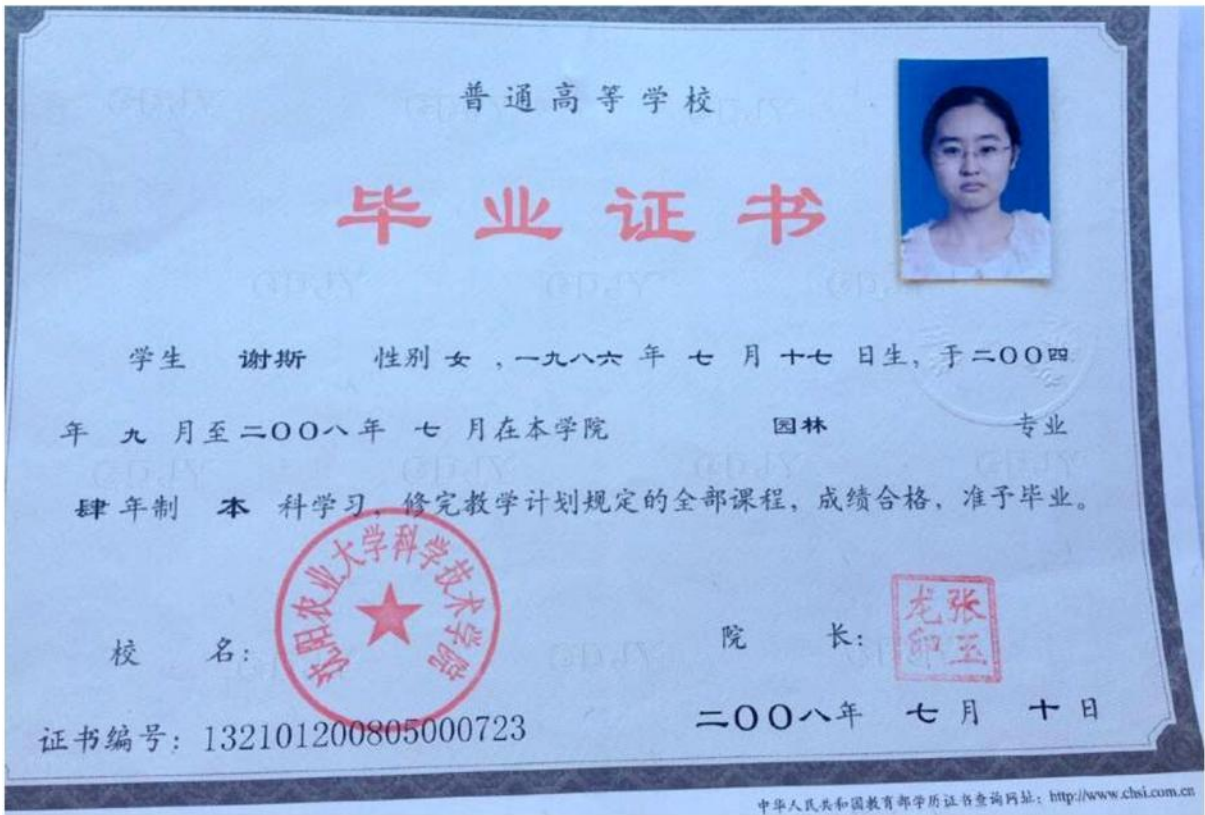 普通高等学校
毕业证书
学生 谢斯 性别 女 ，一九八六 年 七 月 十七 日生，于二〇〇四
年 九 月至二〇〇八年 七 月在本学院 园林 专业
肆 年制 本 科学习，修完教学计划规定的全部课程，成绩合格，准予毕业。
沈阳农业大学科学技术学院
校 名： 院 长：
张玉龙印
证书编号：132101200805000723 二〇〇八年 七 月 十 日
中华人民共和国教育部学历证书查询网址：http://www.chsi.com.cn